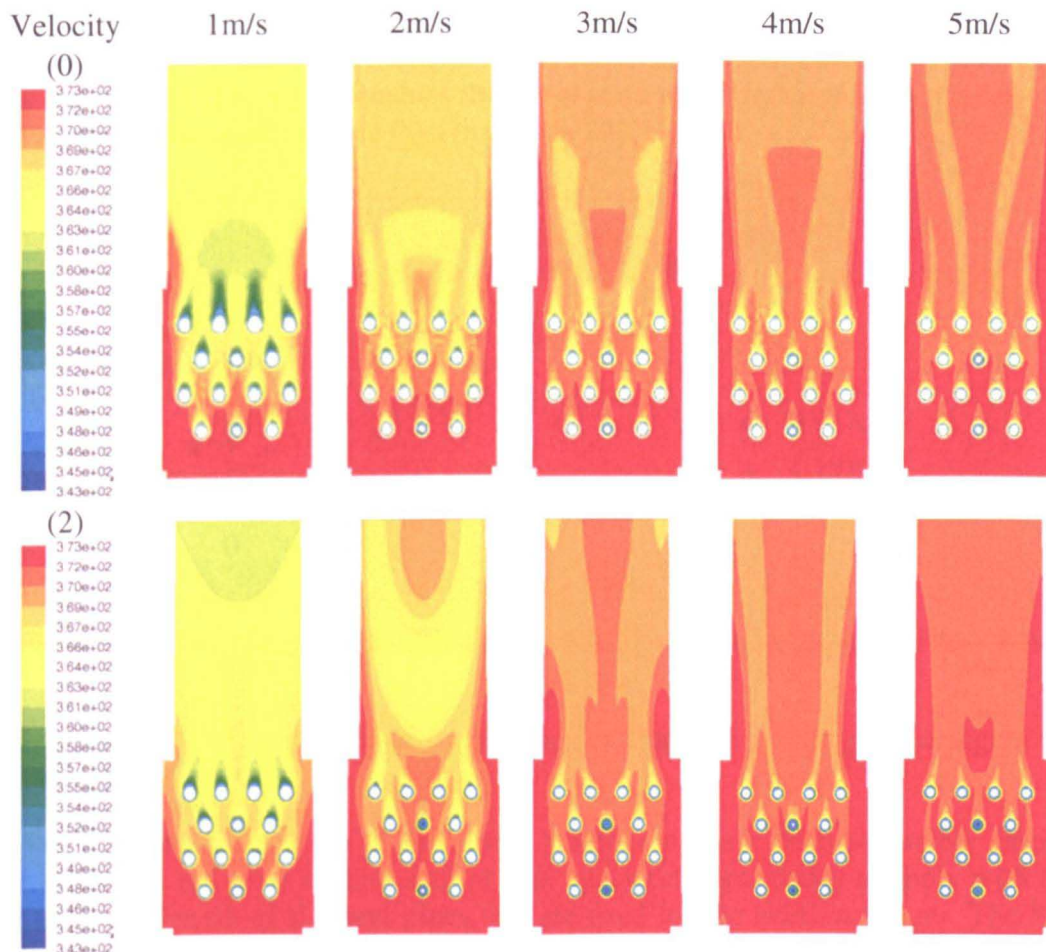 Velocity 1m/s 2m/s 3m/s 4m/s 5m/s
(0)
3.73e+02
3.72e+02
3.70e+02
3.69e+02
3.67e+02
3.66e+02
3.64e+02
3.63e+02
3.61e+02
3.60e+02
3.58e+02
3.57e+02
3.55e+02
3.54e+02
3.52e+02
3.51e+02
3.49e+02
3.48e+02
3.46e+02
3.45e+02
3.43e+02
(2)
3.73e+02
3.72e+02
3.70e+02
3.69e+02
3.67e+02
3.66e+02
3.64e+02
3.63e+02
3.61e+02
3.60e+02
3.58e+02
3.57e+02
3.55e+02
3.54e+02
3.52e+02
3.51e+02
3.49e+02
3.48e+02
3.46e+02
3.45e+02
3.43e+02